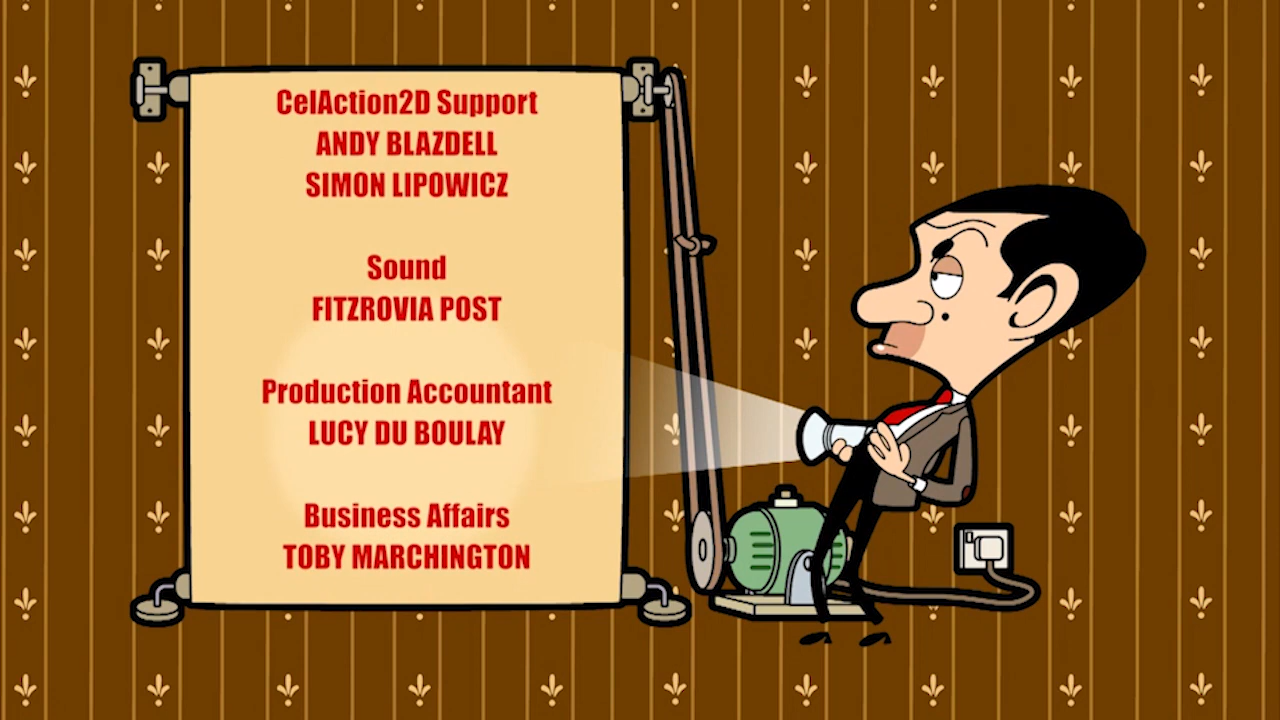 CelAction2D Support
ANDY BLAZDELL
SIMON LIPOWICZ
Sound
FITZROVIA POST
Production Accountant
LUCY DU BOULAY
Business Affairs
TOBY MARCHINGTON